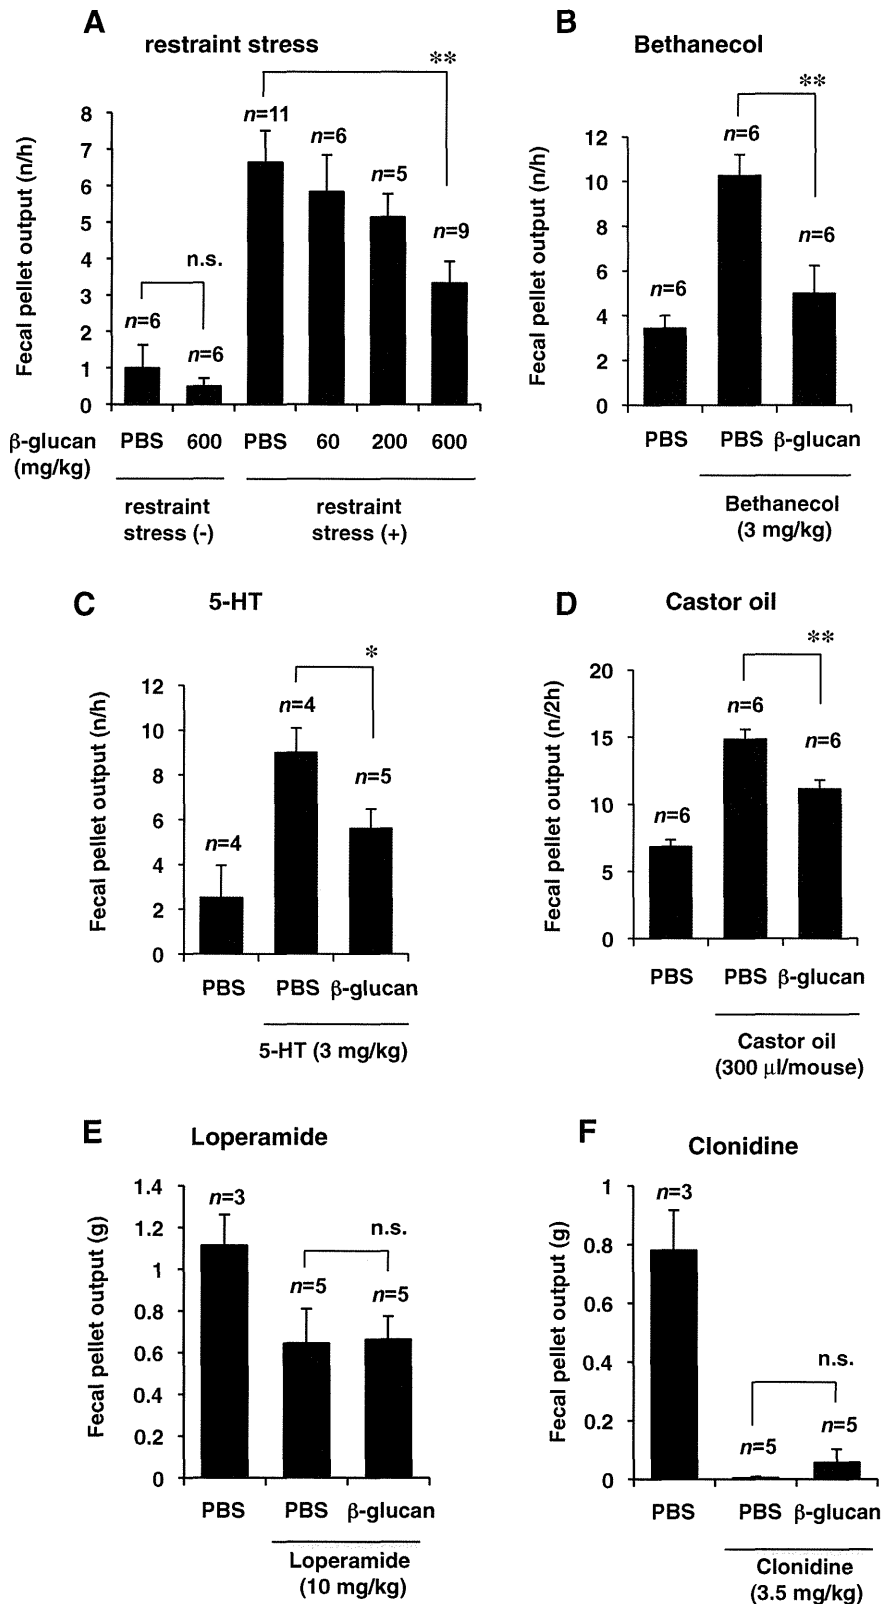 A
restraint stress
**
Fecal pellet output (n/h)
8
7
6
5
4
3
2
1
0
n=11
n=6
n=5
n=9
n.s.
n=6
n=6
β-glucan
(mg/kg)
PBS 600 PBS 60 200 600
restraint
stress (-)
restraint
stress (+)
B
Bethanecol
**
Fecal pellet output (n/h)
12
10
8
6
4
2
0
n=6
n=6
n=6
PBS PBS β-glucan
Bethanecol
(3 mg/kg)
C
5-HT
*
Fecal pellet output (n/h)
12
10
8
6
4
2
0
n=4
n=5
n=4
PBS PBS β-glucan
5-HT (3 mg/kg)
D
Castor oil
**
Fecal pellet output (n/2h)
20
15
10
5
0
n=6
n=6
n=6
PBS PBS β-glucan
Castor oil
(300 μl/mouse)
E
Loperamide
Fecal pellet output (g)
1.4
1.2
1.0
0.8
0.6
0.4
0.2
0
n=3
n.s.
n=5
n=5
PBS PBS β-glucan
Loperamide
(10 mg/kg)
F
Clonidine
Fecal pellet output (g)
1
0.8
0.6
0.4
0.2
0
n=3
n.s.
n=5
n=5
PBS PBS β-glucan
Clonidine
(3.5 mg/kg)